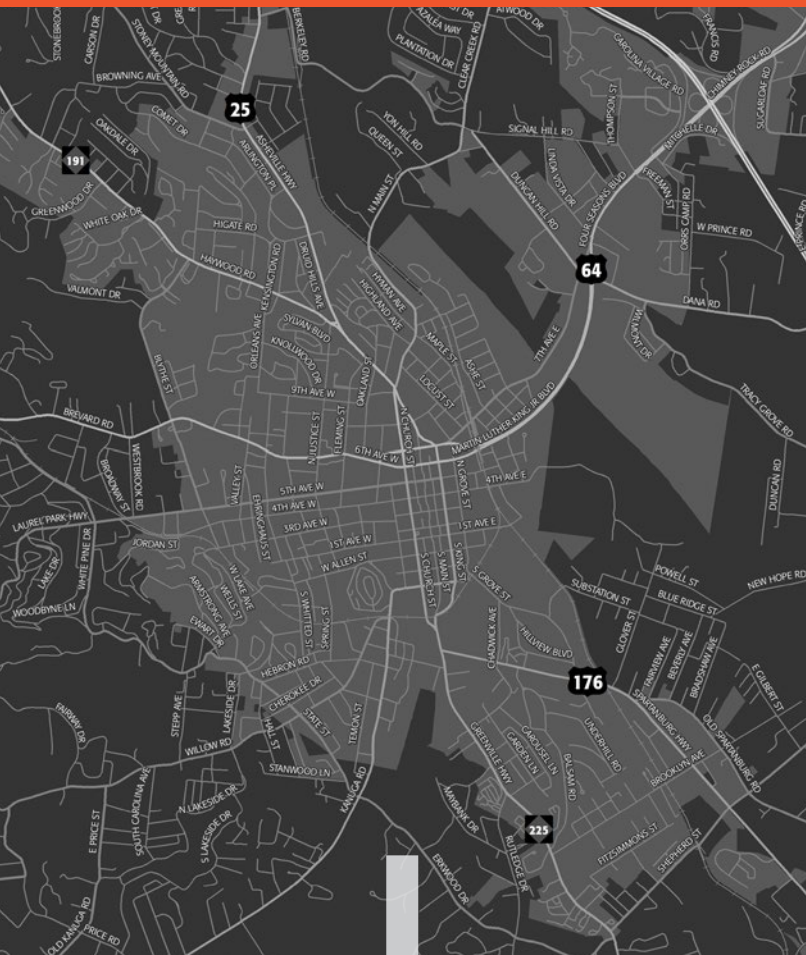 STONEBROOK
CARSON DR
STONEY MOUNTAIN RD
BERKELEY RD
AZALEA WAY
ATWOOD DR
PLANTATION DR
CLEAR CREEK RD
CAROLINA VILLAGE RD
FRANCIS RD
CHIMNEY ROCK RD
SUGARLOAF RD
BROWNING AVE
25
COMET DR
OAKDALE DR
191
ARLINGTON PL
ASHEVILLE HWY
YON HILL RD
QUEEN ST
SIGNAL HILL RD
THOMPSON ST
MITCHELLE DR
LINDA VISTA DR
DUNCAN HILL RD
FOUR SEASONS BLVD
FREEMAN ST
ORRS CAMP RD
W PRINCE RD
PRINCE RD
GREENWOOD DR
WHITE OAK DR
N MAIN ST
HIGATE RD
HAYWOOD RD
KENSINGTON RD
DRUID HILLS AVE
HYMAN AVE
HIGHLAND AVE
64
DANA RD
VALMONT DR
WILMONT DR
SYLVAN BLVD
KNOLLWOOD DR
ORLEANS AVE
MAPLE ST
ASHE ST
7TH AVE E
BLYTHE ST
OAKLAND ST
LOCUST ST
9TH AVE W
TRACY GROVE RD
BREVARD RD
N JUSTICE ST
FLEMING ST
N CHURCH ST
MARTIN LUTHER KING JR BLVD
6TH AVE W
WESTBROOK RD
BROADWAY ST
VALLEY ST
N GROVE ST
4TH AVE E
DUNCAN RD
5TH AVE W
4TH AVE W
EHRINGHAUS ST
3RD AVE W
1ST AVE E
LAUREL PARK HWY
JORDAN ST
1ST AVE W
W ALLEN ST
LAKE DR
WHITE PINE DR
S CHURCH ST
S MAIN ST
S KING ST
S GROVE ST
W LAKE AVE
WELLS ST
ARMSTRONG AVE
POWELL ST
SUBSTATION ST
BLUE RIDGE ST
NEW HOPE RD
WOODBYNE LN
EWART DR
S WHITTED ST
SPRING ST
CHADWICK AVE
HILLVIEW BLVD
GLOVER ST
FAIRVIEW AVE
BEVERLY AVE
BRADSHAW AVE
HEBRON RD
CHEROKEE DR
176
E GILBERT ST
STEPP AVE
LAKESIDE DR
SPARTANBURG HWY
FAIRWAY DR
STATE ST
HALL ST
TEMON ST
GREENVILLE HWY
CAROUSEL LN
GARDEN LN
UNDERHILL RD
OLD SPARTANBURG RD
WILLOW RD
STANWOOD LN
KANUGA RD
BALSAM RD
BROOKLYN AVE
SOUTH CAROLINA AVE
N LAKESIDE DR
MAYBANK DR
E PRICE ST
S LAKESIDE DR
225
RUTLEDGE DR
FITZSIMMONS ST
SHEPHERD ST
ERKWOOD DR
OLD KANUGA RD
PRICE RD